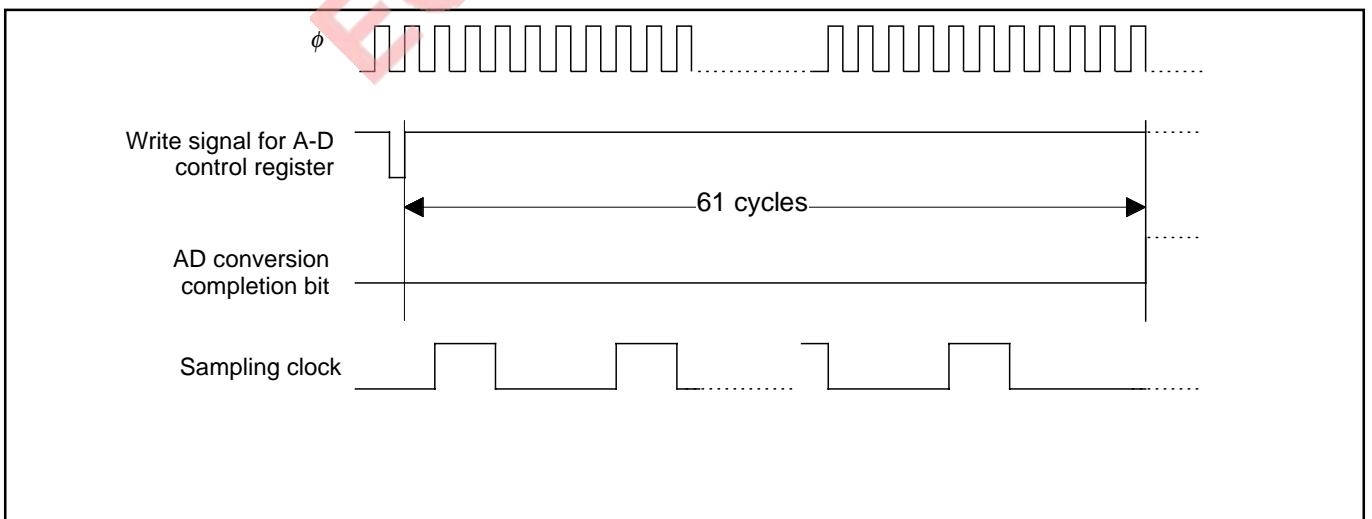 ϕ
Write signal for A-D
control register
61 cycles
AD conversion
completion bit
Sampling clock